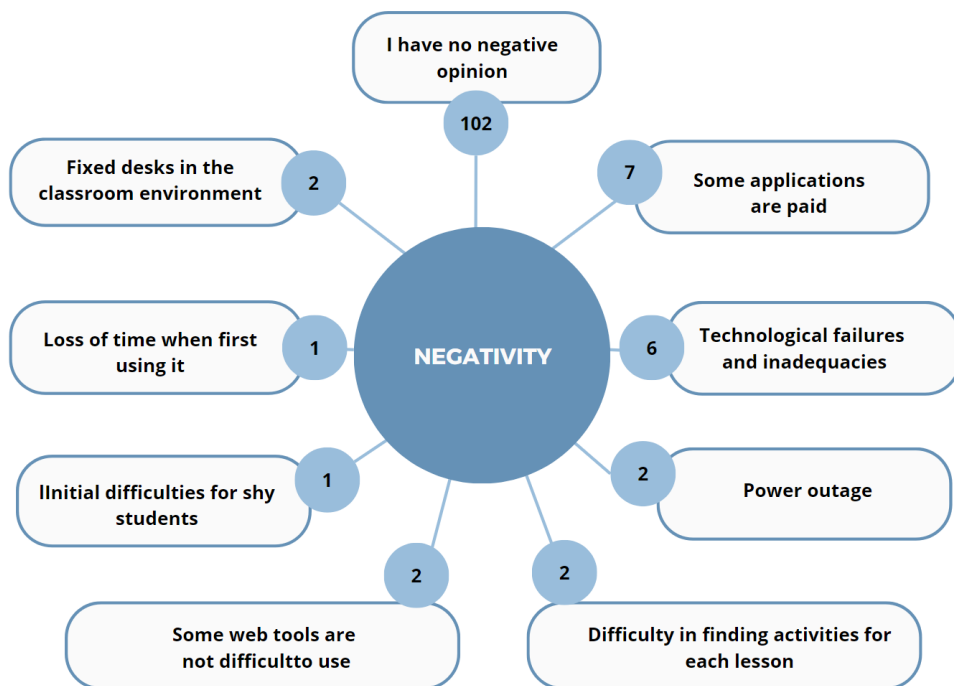 I have no negative
opinion
102
Fixed desks in the
classroom environment
2
7
Some applications
are paid
Loss of time when first
using it
1
NEGATIVITY
6
Technological failures
and inadequacies
IInitial difficulties for shy
students
1
2
Power outage
2
Some web tools are
not difficultto use
2
Difficulty in finding activities for
each lesson